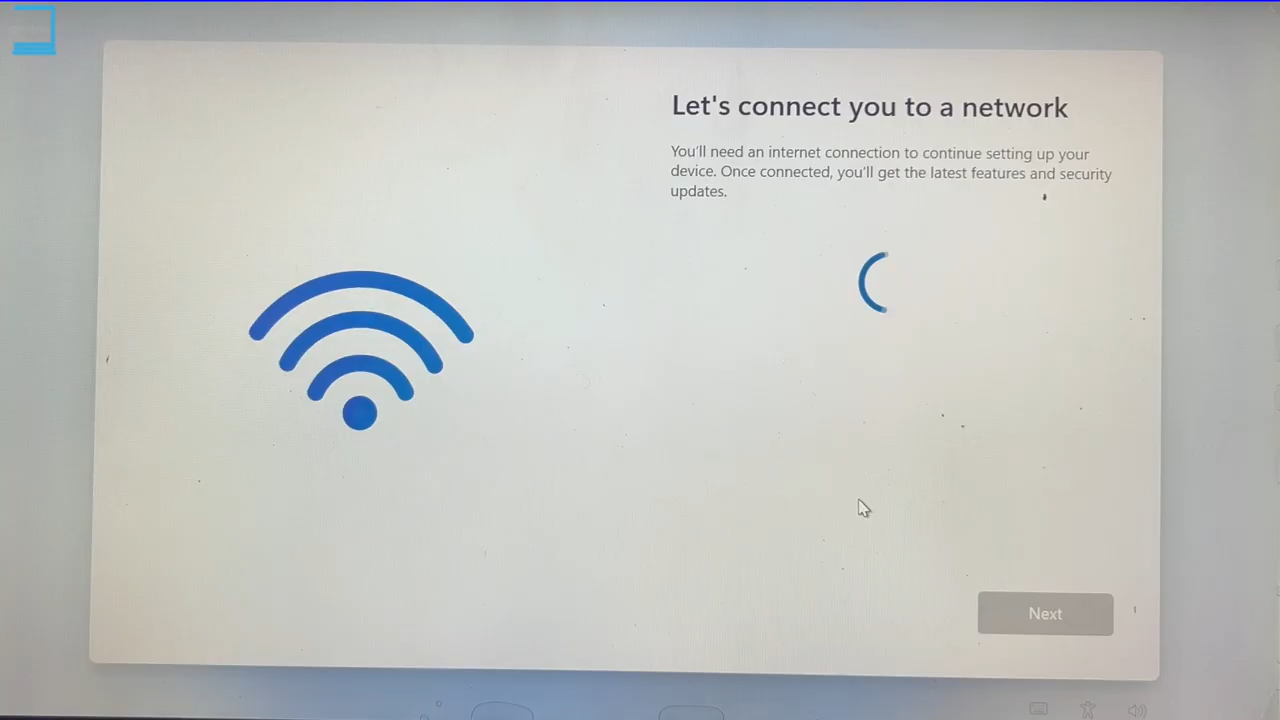 Let's connect you to a network
You'll need an internet connection to continue setting up your
device. Once connected, you'll get the latest features and security
updates.
Next